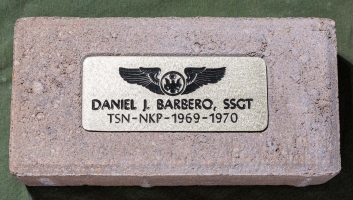 DANIEL J. BARBERO, SSGT
TSN-NKP-1969-1970